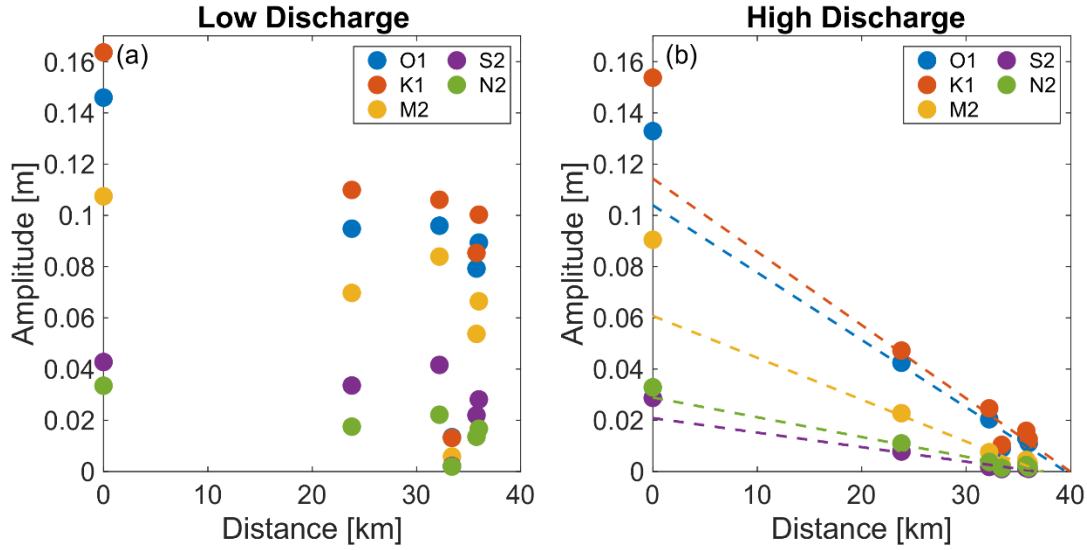 Low Discharge
(a)
O1 S2
K1 N2
M2
0.16
0.14
0.12
0.1
0.08
0.06
0.04
0.02
0
Amplitude [m]
0 10 20 30 40
Distance [km]
High Discharge
(b)
O1 S2
K1 N2
M2
0.16
0.14
0.12
0.1
0.08
0.06
0.04
0.02
0
Amplitude [m]
0 10 20 30 40
Distance [km]